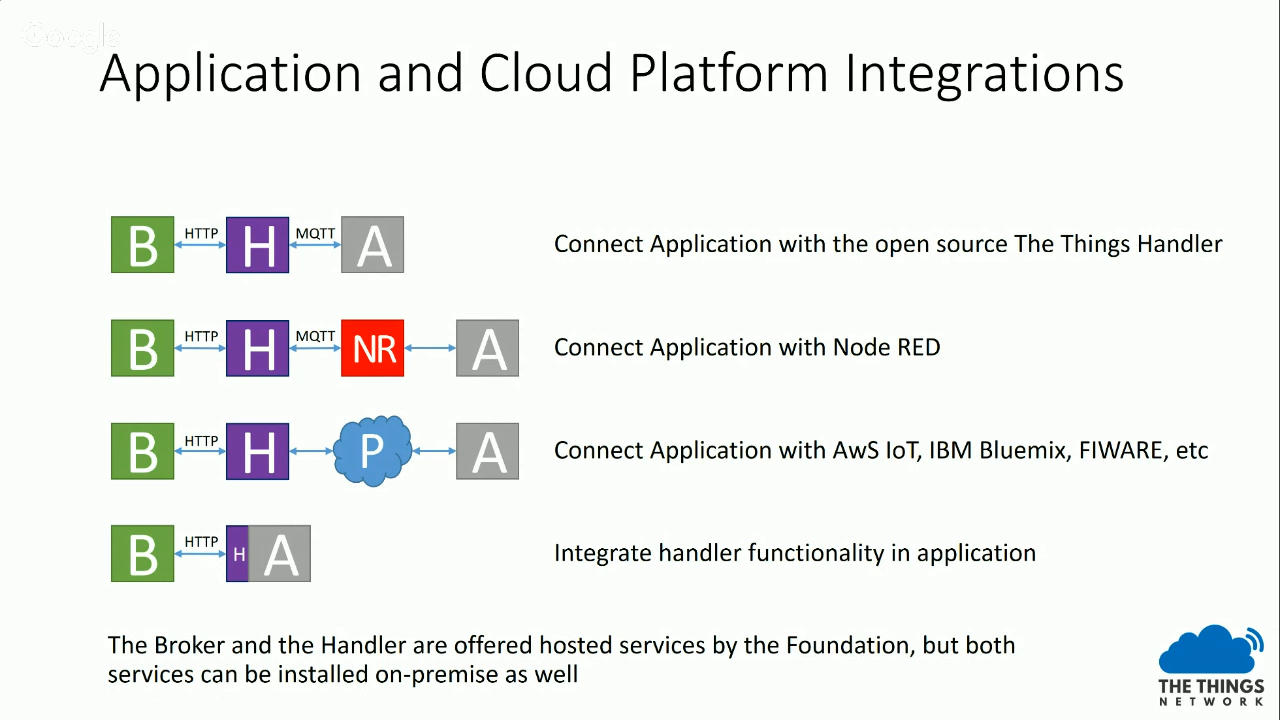 Google
Application and Cloud Platform Integrations
B HTTP H MQTT A Connect Application with the open source The Things Handler
B HTTP H MQTT NR A Connect Application with Node RED
B HTTP H P A Connect Application with AwS IoT, IBM Bluemix, FIWARE, etc
B HTTP H A Integrate handler functionality in application
The Broker and the Handler are offered hosted services by the Foundation, but both
services can be installed on-premise as well
THE THINGS
NETWORK